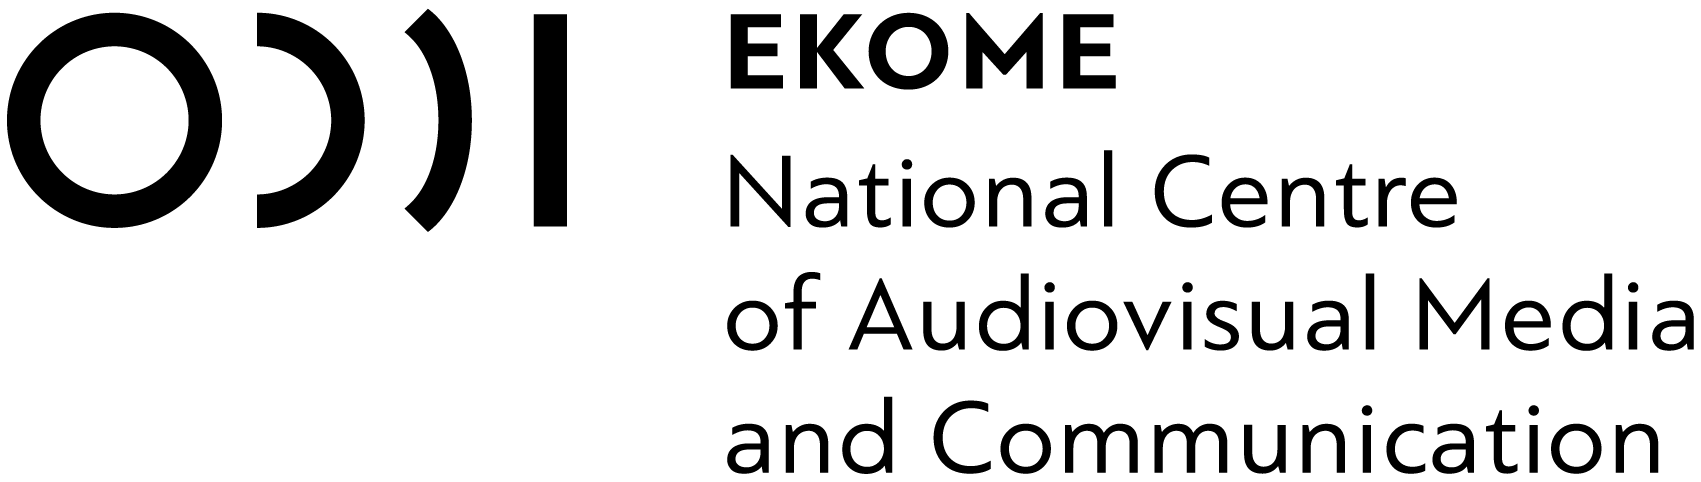 EKOME
National Centre
of Audiovisual Media
and Communication